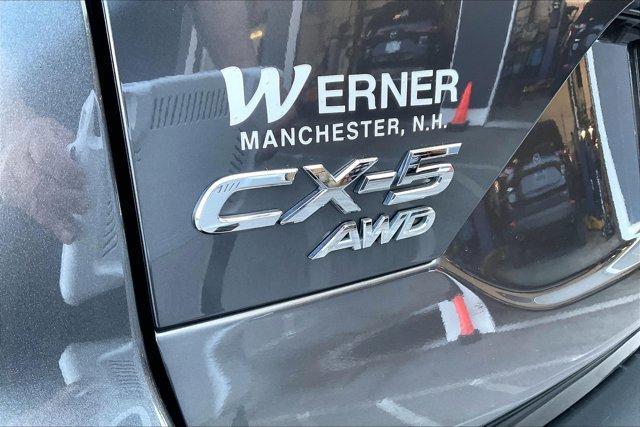 WERNER
MANCHESTER, N.H.
CX-5
AWD